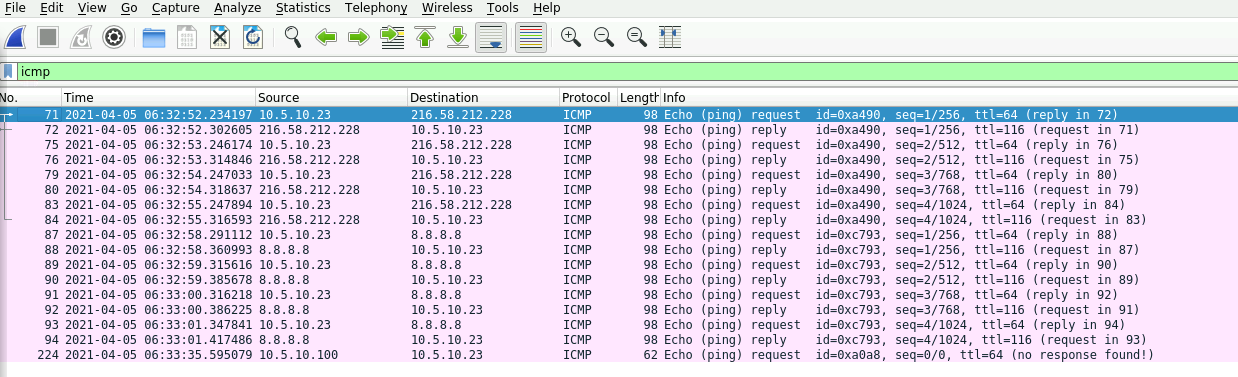 File Edit View Go Capture Analyze Statistics Telephony Wireless Tools Help
icmp
No. Time Source Destination Protocol Length Info
71 2021-04-05 06:32:52.234197 10.5.10.23 216.58.212.228 ICMP 98 Echo (ping) request id=0xa490, seq=1/256, ttl=64 (reply in 72)
72 2021-04-05 06:32:52.302605 216.58.212.228 10.5.10.23 ICMP 98 Echo (ping) reply id=0xa490, seq=1/256, ttl=116 (request in 71)
75 2021-04-05 06:32:53.246174 10.5.10.23 216.58.212.228 ICMP 98 Echo (ping) request id=0xa490, seq=2/512, ttl=64 (reply in 76)
76 2021-04-05 06:32:53.314846 216.58.212.228 10.5.10.23 ICMP 98 Echo (ping) reply id=0xa490, seq=2/512, ttl=116 (request in 75)
79 2021-04-05 06:32:54.247033 10.5.10.23 216.58.212.228 ICMP 98 Echo (ping) request id=0xa490, seq=3/768, ttl=64 (reply in 80)
80 2021-04-05 06:32:54.318637 216.58.212.228 10.5.10.23 ICMP 98 Echo (ping) reply id=0xa490, seq=3/768, ttl=116 (request in 79)
83 2021-04-05 06:32:55.247894 10.5.10.23 216.58.212.228 ICMP 98 Echo (ping) request id=0xa490, seq=4/1024, ttl=64 (reply in 84)
84 2021-04-05 06:32:55.316593 216.58.212.228 10.5.10.23 ICMP 98 Echo (ping) reply id=0xa490, seq=4/1024, ttl=116 (request in 83)
87 2021-04-05 06:32:58.291112 10.5.10.23 8.8.8.8 ICMP 98 Echo (ping) request id=0xc793, seq=1/256, ttl=64 (reply in 88)
88 2021-04-05 06:32:58.360993 8.8.8.8 10.5.10.23 ICMP 98 Echo (ping) reply id=0xc793, seq=1/256, ttl=116 (request in 87)
89 2021-04-05 06:32:59.315616 10.5.10.23 8.8.8.8 ICMP 98 Echo (ping) request id=0xc793, seq=2/512, ttl=64 (reply in 90)
90 2021-04-05 06:32:59.385678 8.8.8.8 10.5.10.23 ICMP 98 Echo (ping) reply id=0xc793, seq=2/512, ttl=116 (request in 89)
91 2021-04-05 06:33:00.316218 10.5.10.23 8.8.8.8 ICMP 98 Echo (ping) request id=0xc793, seq=3/768, ttl=64 (reply in 92)
92 2021-04-05 06:33:00.386225 8.8.8.8 10.5.10.23 ICMP 98 Echo (ping) reply id=0xc793, seq=3/768, ttl=116 (request in 91)
93 2021-04-05 06:33:01.347841 10.5.10.23 8.8.8.8 ICMP 98 Echo (ping) request id=0xc793, seq=4/1024, ttl=64 (reply in 94)
94 2021-04-05 06:33:01.417486 8.8.8.8 10.5.10.23 ICMP 98 Echo (ping) reply id=0xc793, seq=4/1024, ttl=116 (request in 93)
224 2021-04-05 06:33:35.595079 10.5.10.100 10.5.10.23 ICMP 62 Echo (ping) request id=0xa0a8, seq=0/0, ttl=64 (no response found!)